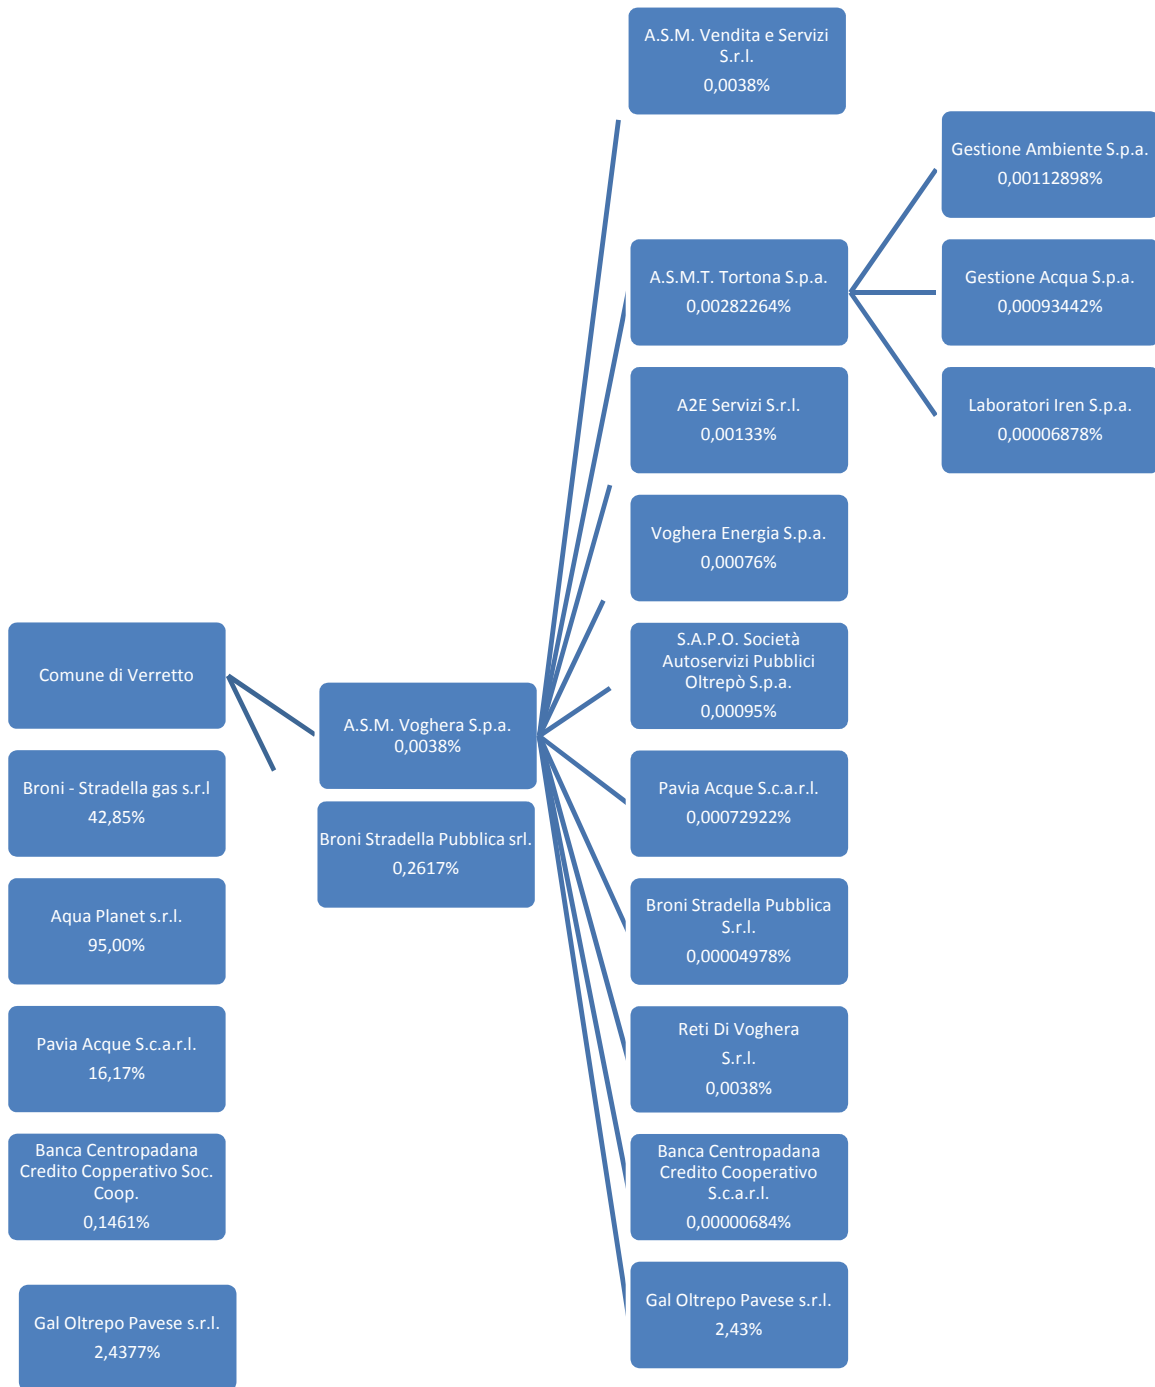 A.S.M. Vendita e Servizi
S.r.l.
0,0038%
Gestione Ambiente S.p.a.
0,00112898%
A.S.M.T. Tortona S.p.a.
0,00282264%
Gestione Acqua S.p.a.
0,00093442%
A2E Servizi S.r.l.
0,00133%
Laboratori Iren S.p.a.
0,00006878%
Voghera Energia S.p.a.
0,00076%
Comune di Verretto
S.A.P.O. Società
Autoservizi Pubblici
Oltrepò S.p.a.
0,00095%
A.S.M. Voghera S.p.a.
0,0038%
Broni - Stradella gas s.r.l
42,85%
Pavia Acque S.c.a.r.l.
0,00072922%
Broni Stradella Pubblica srl.
0,2617%
Aqua Planet s.r.l.
95,00%
Broni Stradella Pubblica
S.r.l.
0,00004978%
Pavia Acque S.c.a.r.l.
16,17%
Reti Di Voghera
S.r.l.
0,0038%
Banca Centropadana
Credito Copperativo Soc.
Coop.
0,1461%
Banca Centropadana
Credito Cooperativo
S.c.a.r.l.
0,00000684%
Gal Oltrepo Pavese s.r.l.
2,4377%
Gal Oltrepo Pavese s.r.l.
2,43%